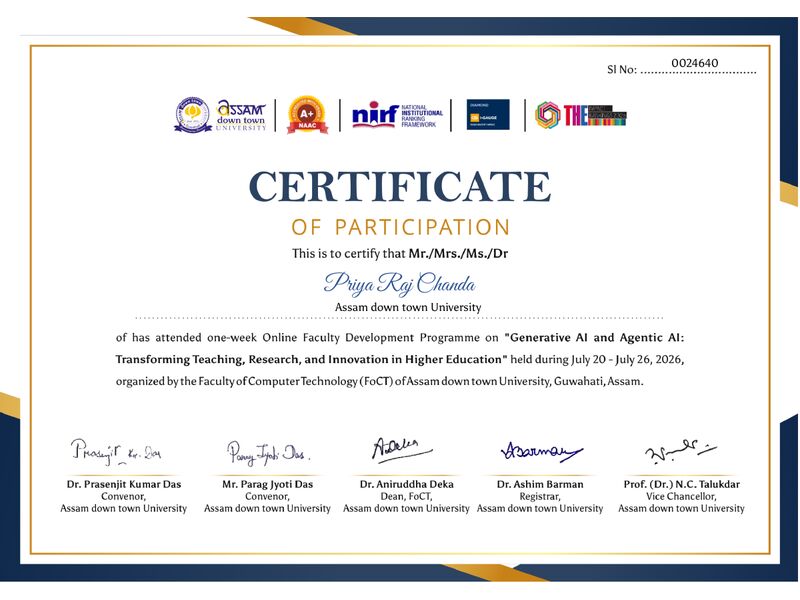 Sl No: 0024640
ASSAM
down town
UNIVERSITY
A+
NAAC
nirf
NATIONAL
INSTITUTIONAL
RANKING
FRAMEWORK
DIAMOND
GAUGE
THE
CERTIFICATE
OF PARTICIPATION
This is to certify that Mr./Mrs./Ms./Dr
Priya Raj Chanda
Assam down town University
of has attended one-week Online Faculty Development Programme on "Generative AI and Agentic AI:
Transforming Teaching, Research, and Innovation in Higher Education" held during July 20 - July 26, 2026,
organized by the Faculty of Computer Technology (FoCT) of Assam down town University, Guwahati, Assam.
Prasenjit Kr. Das
Parag Jyoti Das.
ADeka
ABarman
Dr. Prasenjit Kumar Das
Convenor,
Assam down town University
Mr. Parag Jyoti Das
Convenor,
Assam down town University
Dr. Aniruddha Deka
Dean, FoCT,
Assam down town University
Dr. Ashim Barman
Registrar,
Assam down town University
Prof. (Dr.) N.C. Talukdar
Vice Chancellor,
Assam down town University